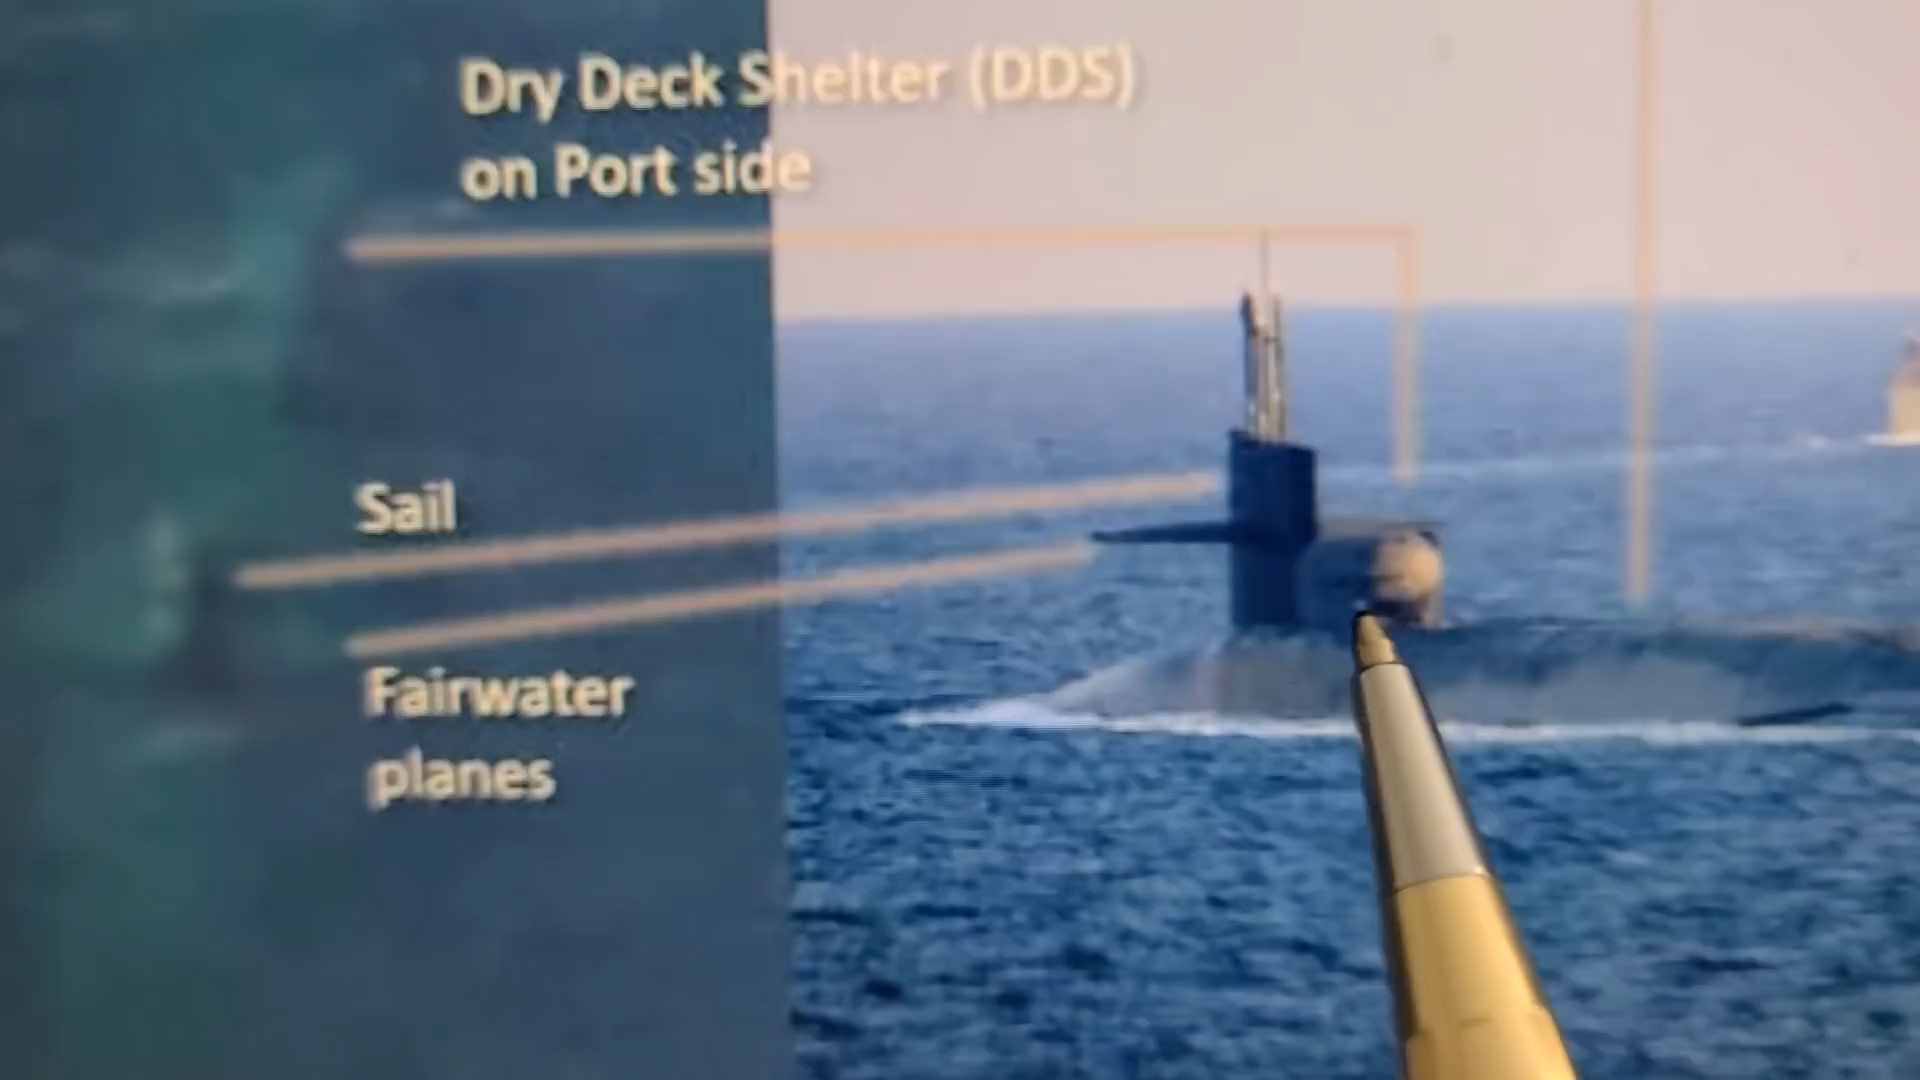 Dry Deck Shelter (DDS)
on Port side
Sail
Fairwater
planes